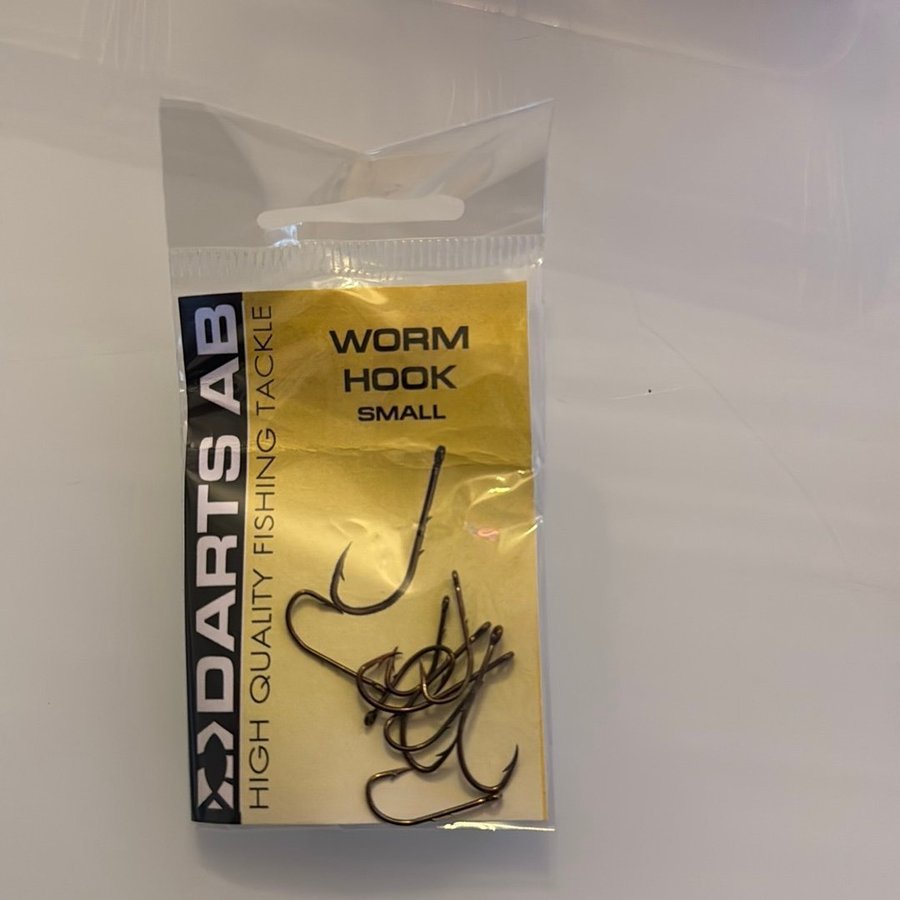 WORM
HOOK
SMALL
DARTS AB
HIGH QUALITY FISHING TACKLE